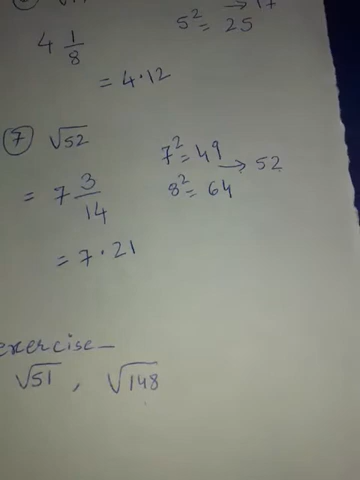 → 17
5² = 25
4 1/8
= 4·12
7 √52
7² = 49 → 52
8² = 64
= 7 3/14
= 7·21
exercise–
√51 , √148